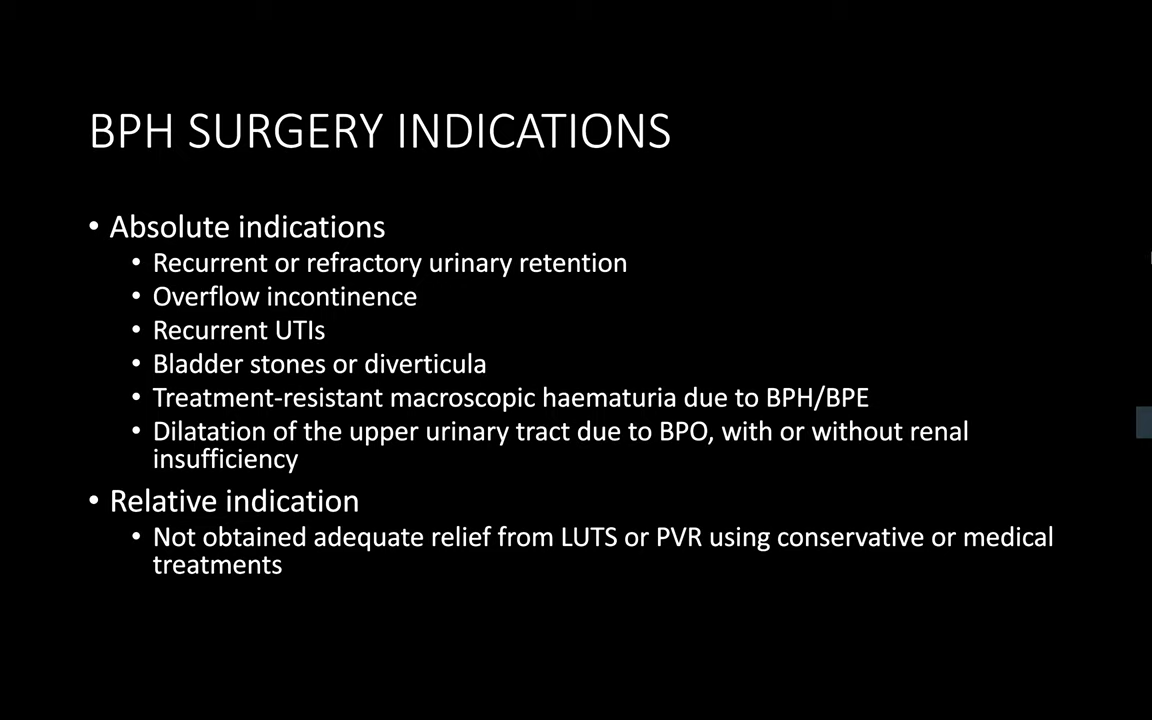 BPH SURGERY INDICATIONS
• Absolute indications
• Recurrent or refractory urinary retention
• Overflow incontinence
• Recurrent UTIs
• Bladder stones or diverticula
• Treatment-resistant macroscopic haematuria due to BPH/BPE
• Dilatation of the upper urinary tract due to BPO, with or without renal
insufficiency
• Relative indication
• Not obtained adequate relief from LUTS or PVR using conservative or medical
treatments